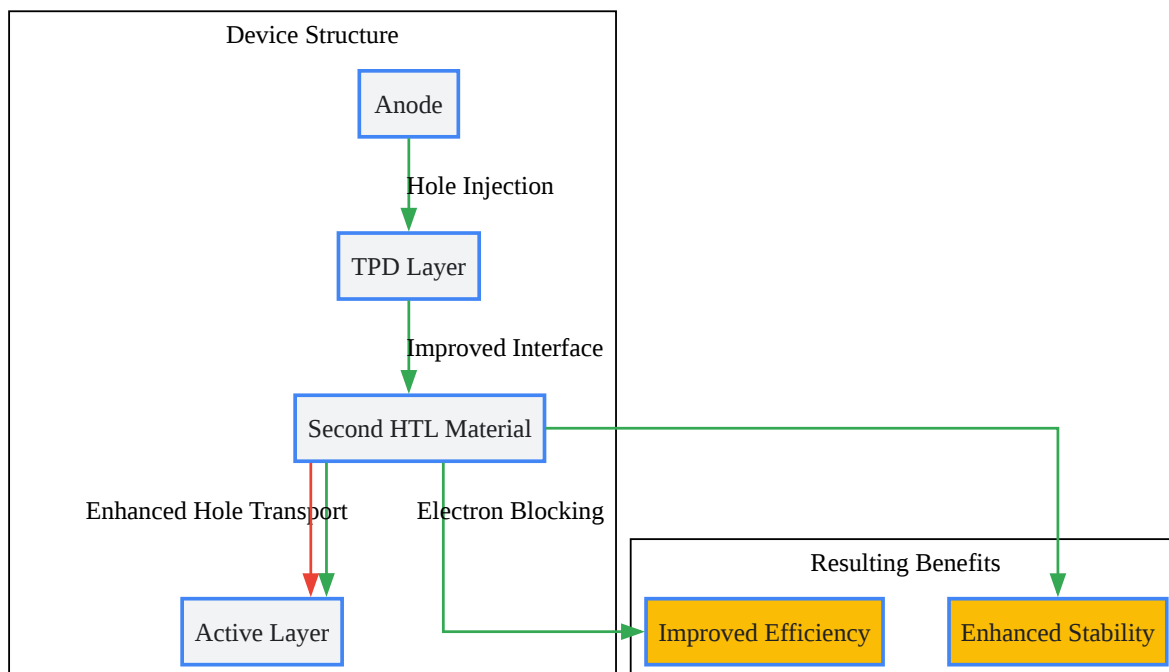 Device Structure
Anode
Hole Injection
TPD Layer
Improved Interface
Second HTL Material
Enhanced Hole Transport
Electron Blocking
Resulting Benefits
Active Layer
Improved Efficiency
Enhanced Stability